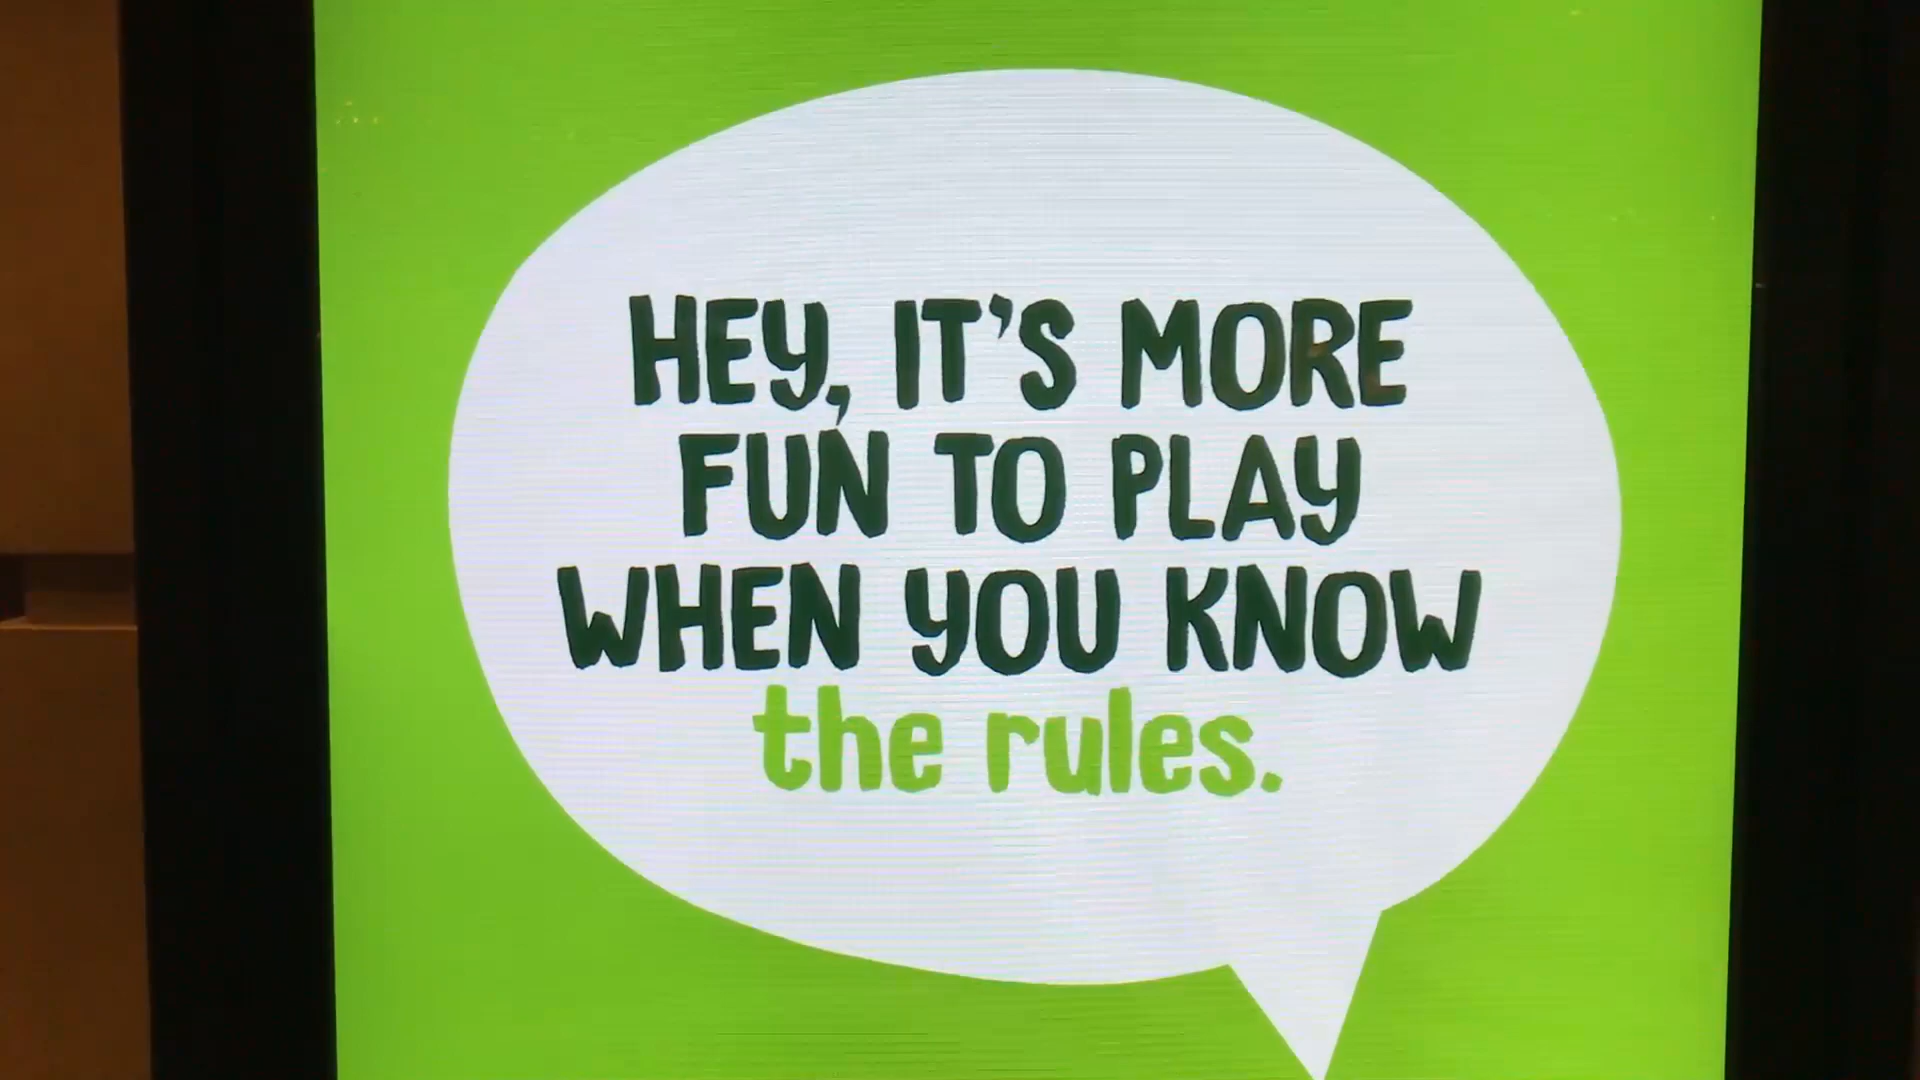 HEY, IT'S MORE
FUN TO PLAY
WHEN YOU KNOW
the rules.